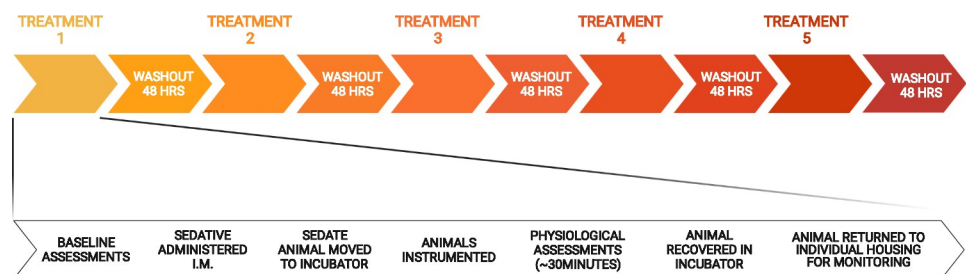 TREATMENT TREATMENT TREATMENT TREATMENT TREATMENT
1 2 3 4 5
WASHOUT WASHOUT WASHOUT WASHOUT WASHOUT
48 HRS 48 HRS 48 HRS 48 HRS 48 HRS
BASELINE
ASSESSMENTS
SEDATIVE
ADMINISTERED
I.M.
SEDATE
ANIMAL MOVED
TO INCUBATOR
ANIMALS
INSTRUMENTED
PHYSIOLOGICAL
ASSESSMENTS
(~30MINUTES)
ANIMAL
RECOVERED IN
INCUBATOR
ANIMAL RETURNED TO
INDIVIDUAL HOUSING
FOR MONITORING